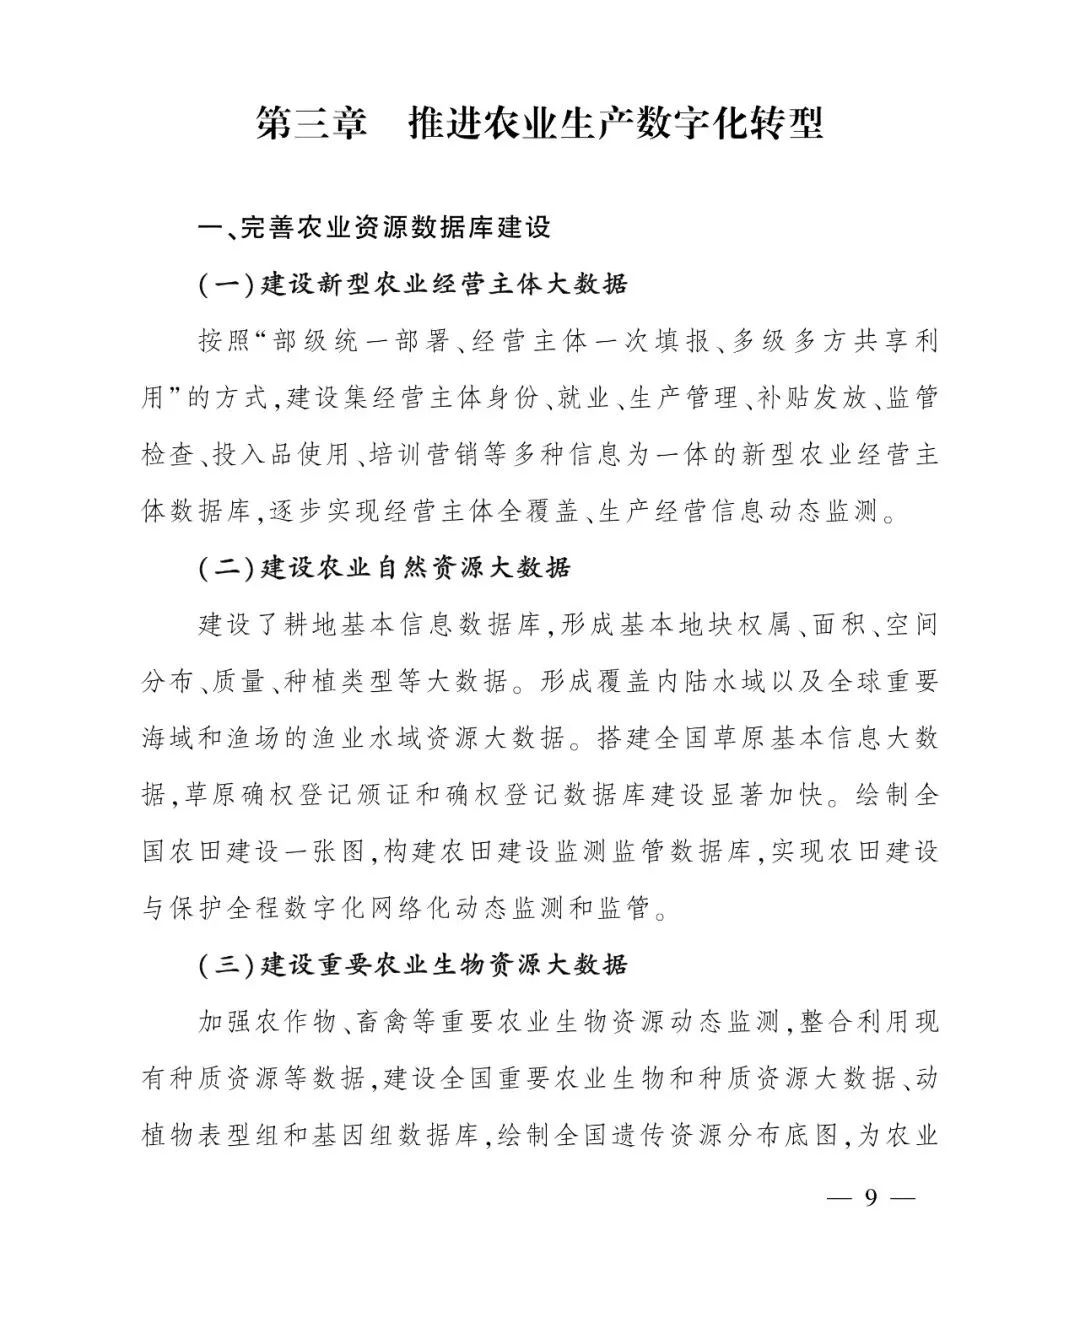 第三章　推进农业生产数字化转型
一、完善农业资源数据库建设
(一)建设新型农业经营主体大数据
按照“部级统一部署、经营主体一次填报、多级多方共享利
用”的方式,建设集经营主体身份、就业、生产管理、补贴发放、监管
检查、投入品使用、培训营销等多种信息为一体的新型农业经营主
体数据库,逐步实现经营主体全覆盖、生产经营信息动态监测。
(二)建设农业自然资源大数据
建设了耕地基本信息数据库,形成基本地块权属、面积、空间
分布、质量、种植类型等大数据。形成覆盖内陆水域以及全球重要
海域和渔场的渔业水域资源大数据。搭建全国草原基本信息大数
据,草原确权登记颁证和确权登记数据库建设显著加快。绘制全
国农田建设一张图,构建农田建设监测监管数据库,实现农田建设
与保护全程数字化网络化动态监测和监管。
(三)建设重要农业生物资源大数据
加强农作物、畜禽等重要农业生物资源动态监测,整合利用现
有种质资源等数据,建设全国重要农业生物和种质资源大数据、动
植物表型组和基因组数据库,绘制全国遗传资源分布底图,为农业
— 9 —